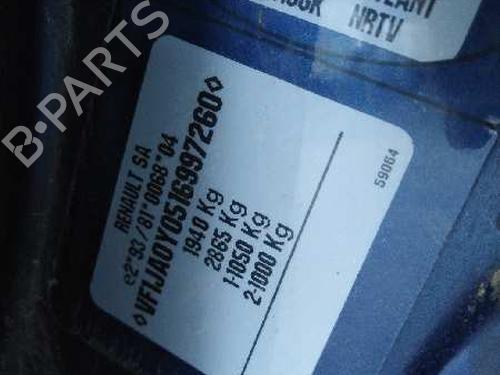 RENAULT SA
e2*93/81*0068*04
◊VF1JA0Y0516997260◊
1940 Kg
2865 Kg
1-1050 Kg
2-1000 Kg
59064
NRTV
B-PARTS